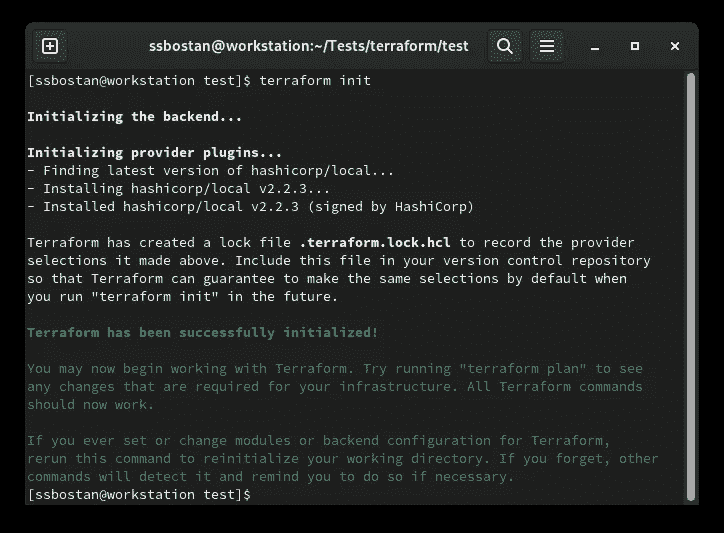 ssbostan@workstation:~/Tests/terraform/test
[ssbostan@workstation test]$ terraform init
Initializing the backend...
Initializing provider plugins...
- Finding latest version of hashicorp/local...
- Installing hashicorp/local v2.2.3...
- Installed hashicorp/local v2.2.3 (signed by HashiCorp)
Terraform has created a lock file .terraform.lock.hcl to record the provider
selections it made above. Include this file in your version control repository
so that Terraform can guarantee to make the same selections by default when
you run "terraform init" in the future.
Terraform has been successfully initialized!
You may now begin working with Terraform. Try running "terraform plan" to see
any changes that are required for your infrastructure. All Terraform commands
should now work.
If you ever set or change modules or backend configuration for Terraform,
rerun this command to reinitialize your working directory. If you forget, other
commands will detect it and remind you to do so if necessary.
[ssbostan@workstation test]$